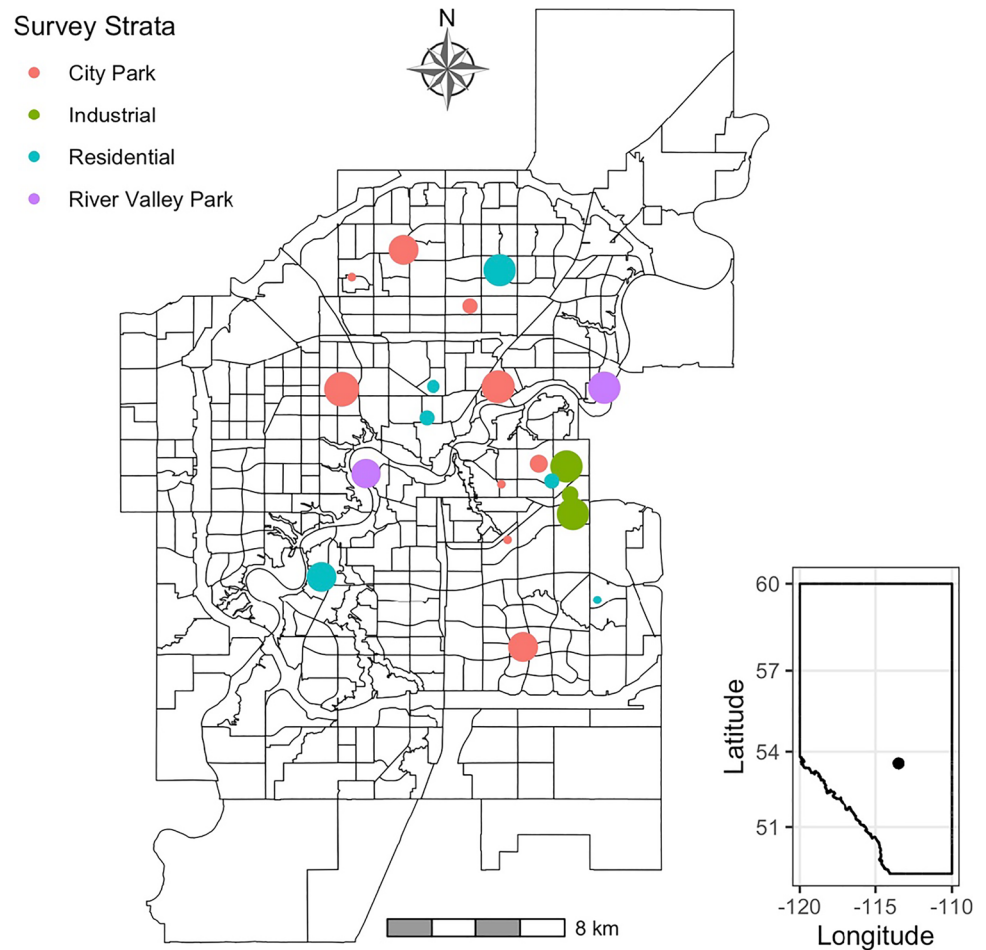 Survey Strata
City Park
Industrial
Residential
River Valley Park
N
8 km
60
57
54
51
Latitude
-120
-115
-110
Longitude